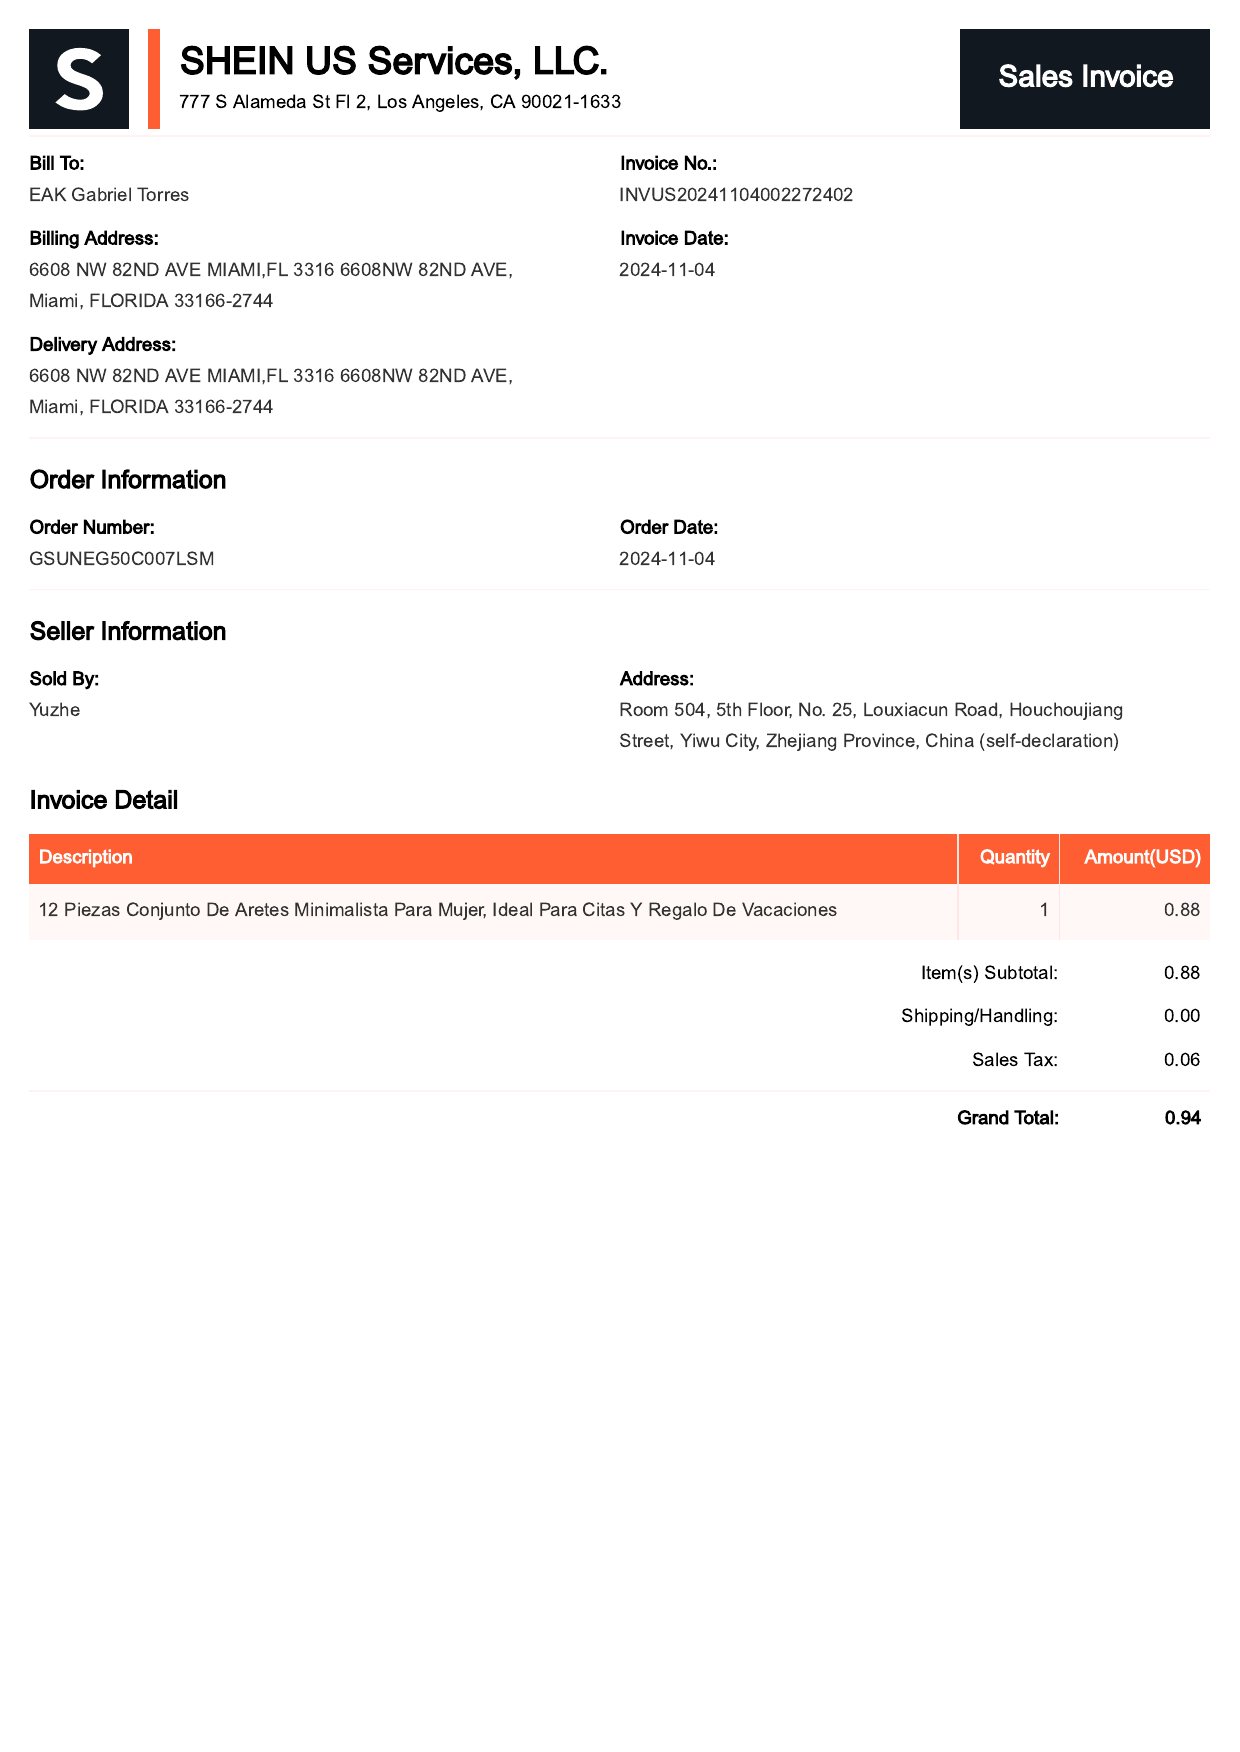 S
SHEIN US Services, LLC.
777 S Alameda St Fl 2, Los Angeles, CA 90021-1633
Sales Invoice
Bill To:
EAK Gabriel Torres
Invoice No.:
INVUS20241104002272402
Billing Address:
6608 NW 82ND AVE MIAMI,FL 3316 6608NW 82ND AVE,
Miami, FLORIDA 33166-2744
Invoice Date:
2024-11-04
Delivery Address:
6608 NW 82ND AVE MIAMI,FL 3316 6608NW 82ND AVE,
Miami, FLORIDA 33166-2744
Order Information
Order Number:
GSUNEG50C007LSM
Order Date:
2024-11-04
Seller Information
Sold By:
Yuzhe
Address:
Room 504, 5th Floor, No. 25, Louxiacun Road, Houchoujiang
Street, Yiwu City, Zhejiang Province, China (self-declaration)
Invoice Detail
Description Quantity Amount(USD)
12 Piezas Conjunto De Aretes Minimalista Para Mujer, Ideal Para Citas Y Regalo De Vacaciones 1 0.88
Item(s) Subtotal: 0.88
Shipping/Handling: 0.00
Sales Tax: 0.06
Grand Total: 0.94